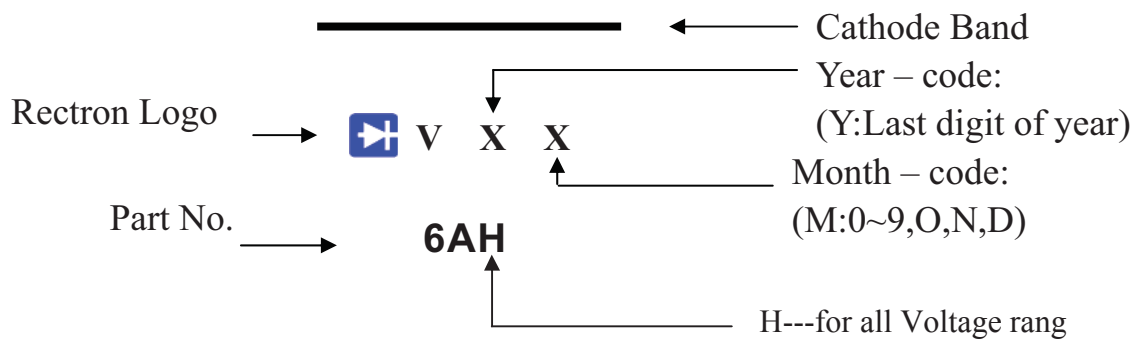 Cathode Band
Year – code:
(Y:Last digit of year)
Rectron Logo
V X X
Month – code:
(M:0~9,O,N,D)
Part No.
6AH
H---for all Voltage rang